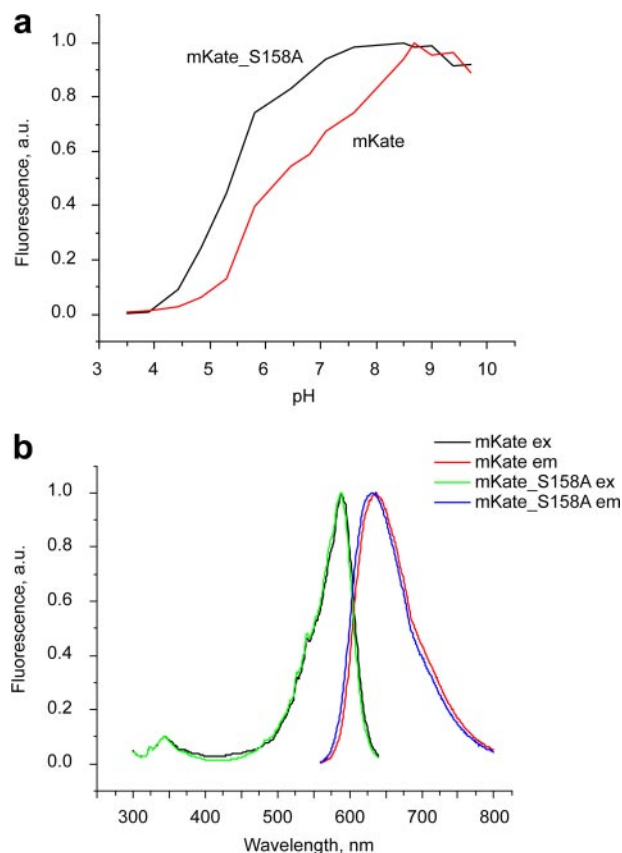 a
Fluorescence, a.u.
1.0
0.8
0.6
0.4
0.2
0.0
mKate_S158A
mKate
3 4 5 6 7 8 9 10
pH
b
mKate ex
mKate em
mKate_S158A ex
mKate_S158A em
Fluorescence, a.u.
1.0
0.8
0.6
0.4
0.2
0.0
300 400 500 600 700 800
Wavelength, nm